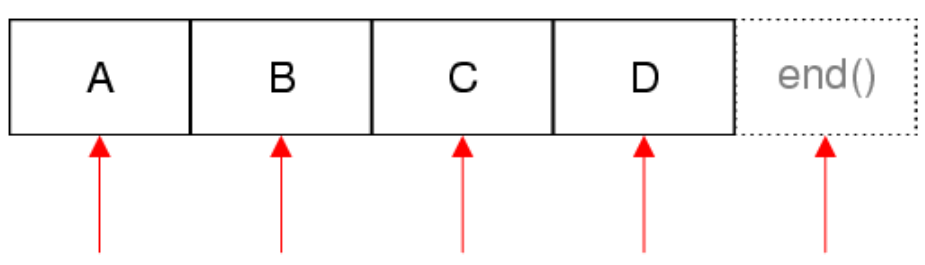 A B C D end()